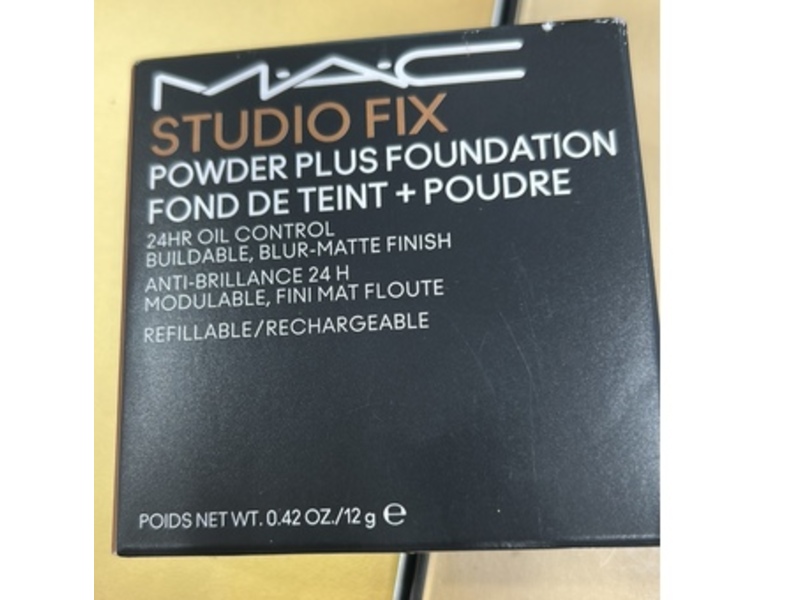 M·A·C
STUDIO FIX
POWDER PLUS FOUNDATION
FOND DE TEINT + POUDRE
24HR OIL CONTROL
BUILDABLE, BLUR-MATTE FINISH
ANTI-BRILLANCE 24 H
MODULABLE, FINI MAT FLOUTE
REFILLABLE/RECHARGEABLE
POIDS NET WT. 0.42 OZ./12 g ℮